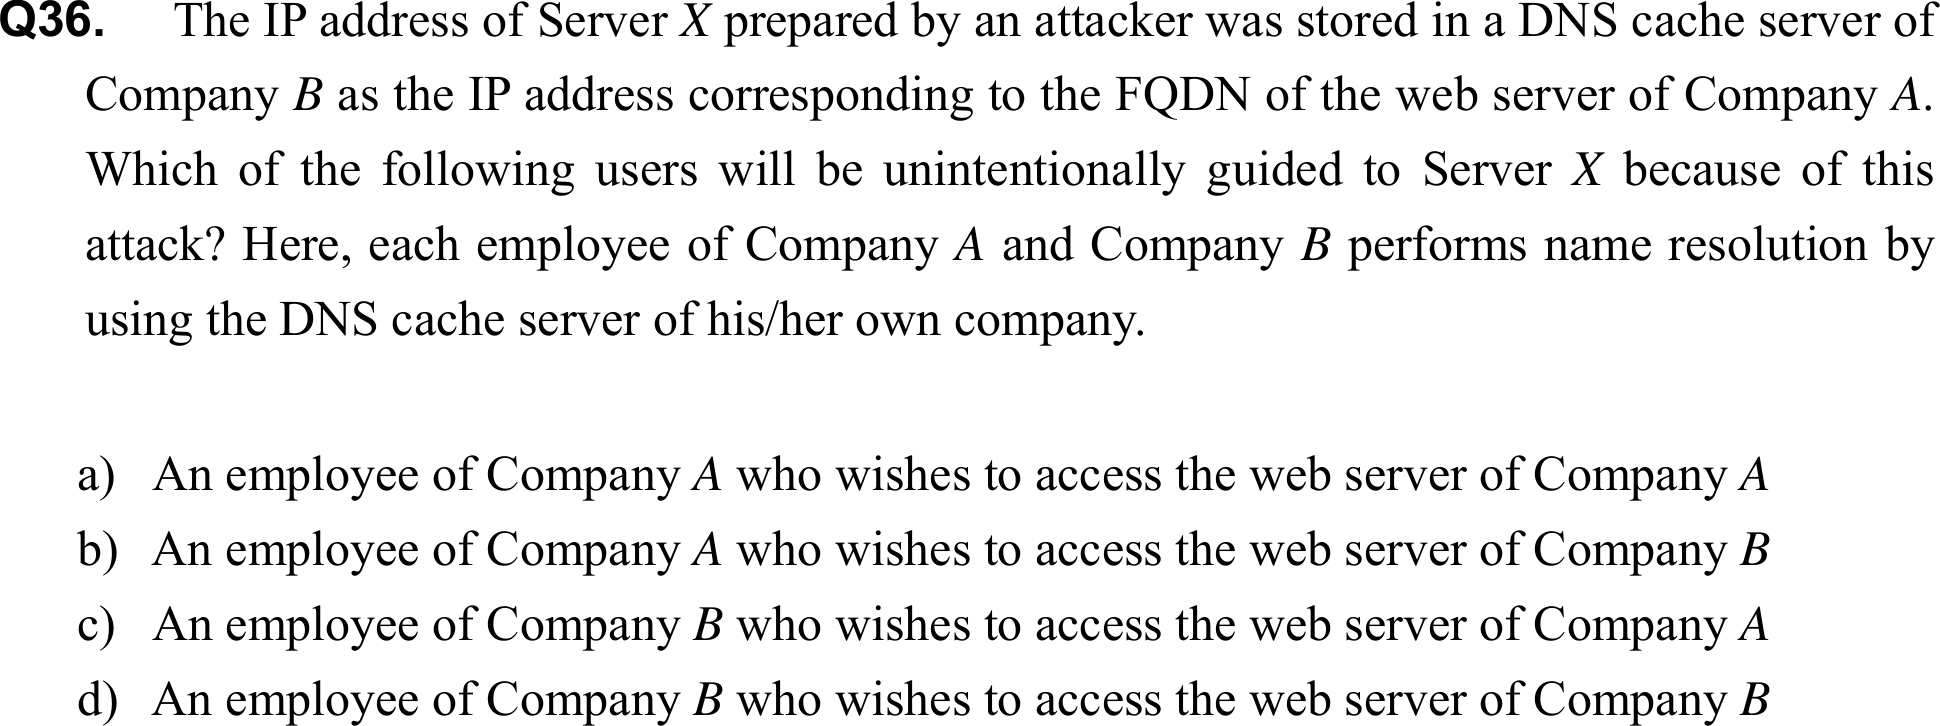 Q36. The IP address of Server X prepared by an attacker was stored in a DNS cache server of
Company B as the IP address corresponding to the FQDN of the web server of Company A.
Which of the following users will be unintentionally guided to Server X because of this
attack? Here, each employee of Company A and Company B performs name resolution by
using the DNS cache server of his/her own company.
a) An employee of Company A who wishes to access the web server of Company A
b) An employee of Company A who wishes to access the web server of Company B
c) An employee of Company B who wishes to access the web server of Company A
d) An employee of Company B who wishes to access the web server of Company B